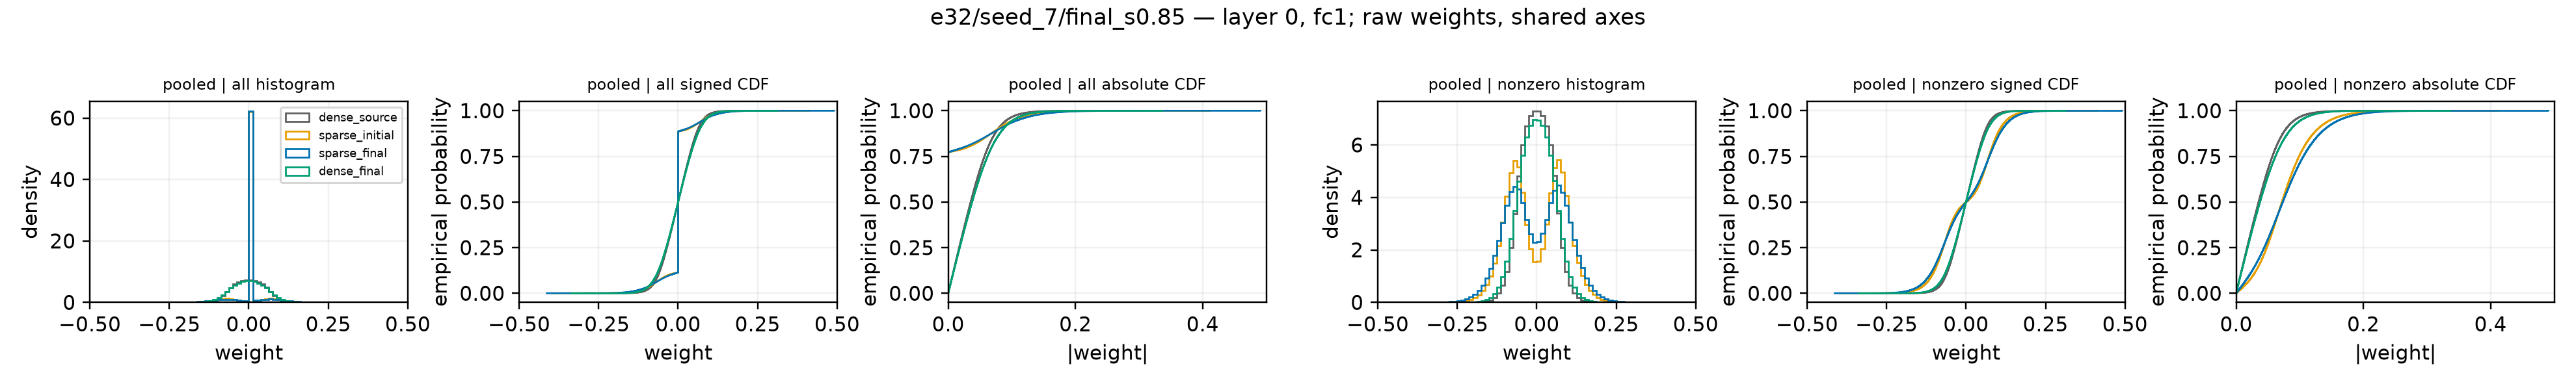 e32/seed_7/final_s0.85 — layer 0, fc1; raw weights, shared axes
pooled | all histogram
density
60
40
20
0
−0.50 −0.25 0.00 0.25 0.50
weight
dense_source
sparse_initial
sparse_final
dense_final
pooled | all signed CDF
empirical probability
1.00
0.75
0.50
0.25
0.00
−0.50 −0.25 0.00 0.25 0.50
weight
pooled | all absolute CDF
empirical probability
1.00
0.75
0.50
0.25
0.00
0.0 0.2 0.4
|weight|
pooled | nonzero histogram
density
6
4
2
0
−0.50 −0.25 0.00 0.25 0.50
weight
pooled | nonzero signed CDF
empirical probability
1.00
0.75
0.50
0.25
0.00
−0.50 −0.25 0.00 0.25 0.50
weight
pooled | nonzero absolute CDF
empirical probability
1.00
0.75
0.50
0.25
0.00
0.0 0.2 0.4
|weight|